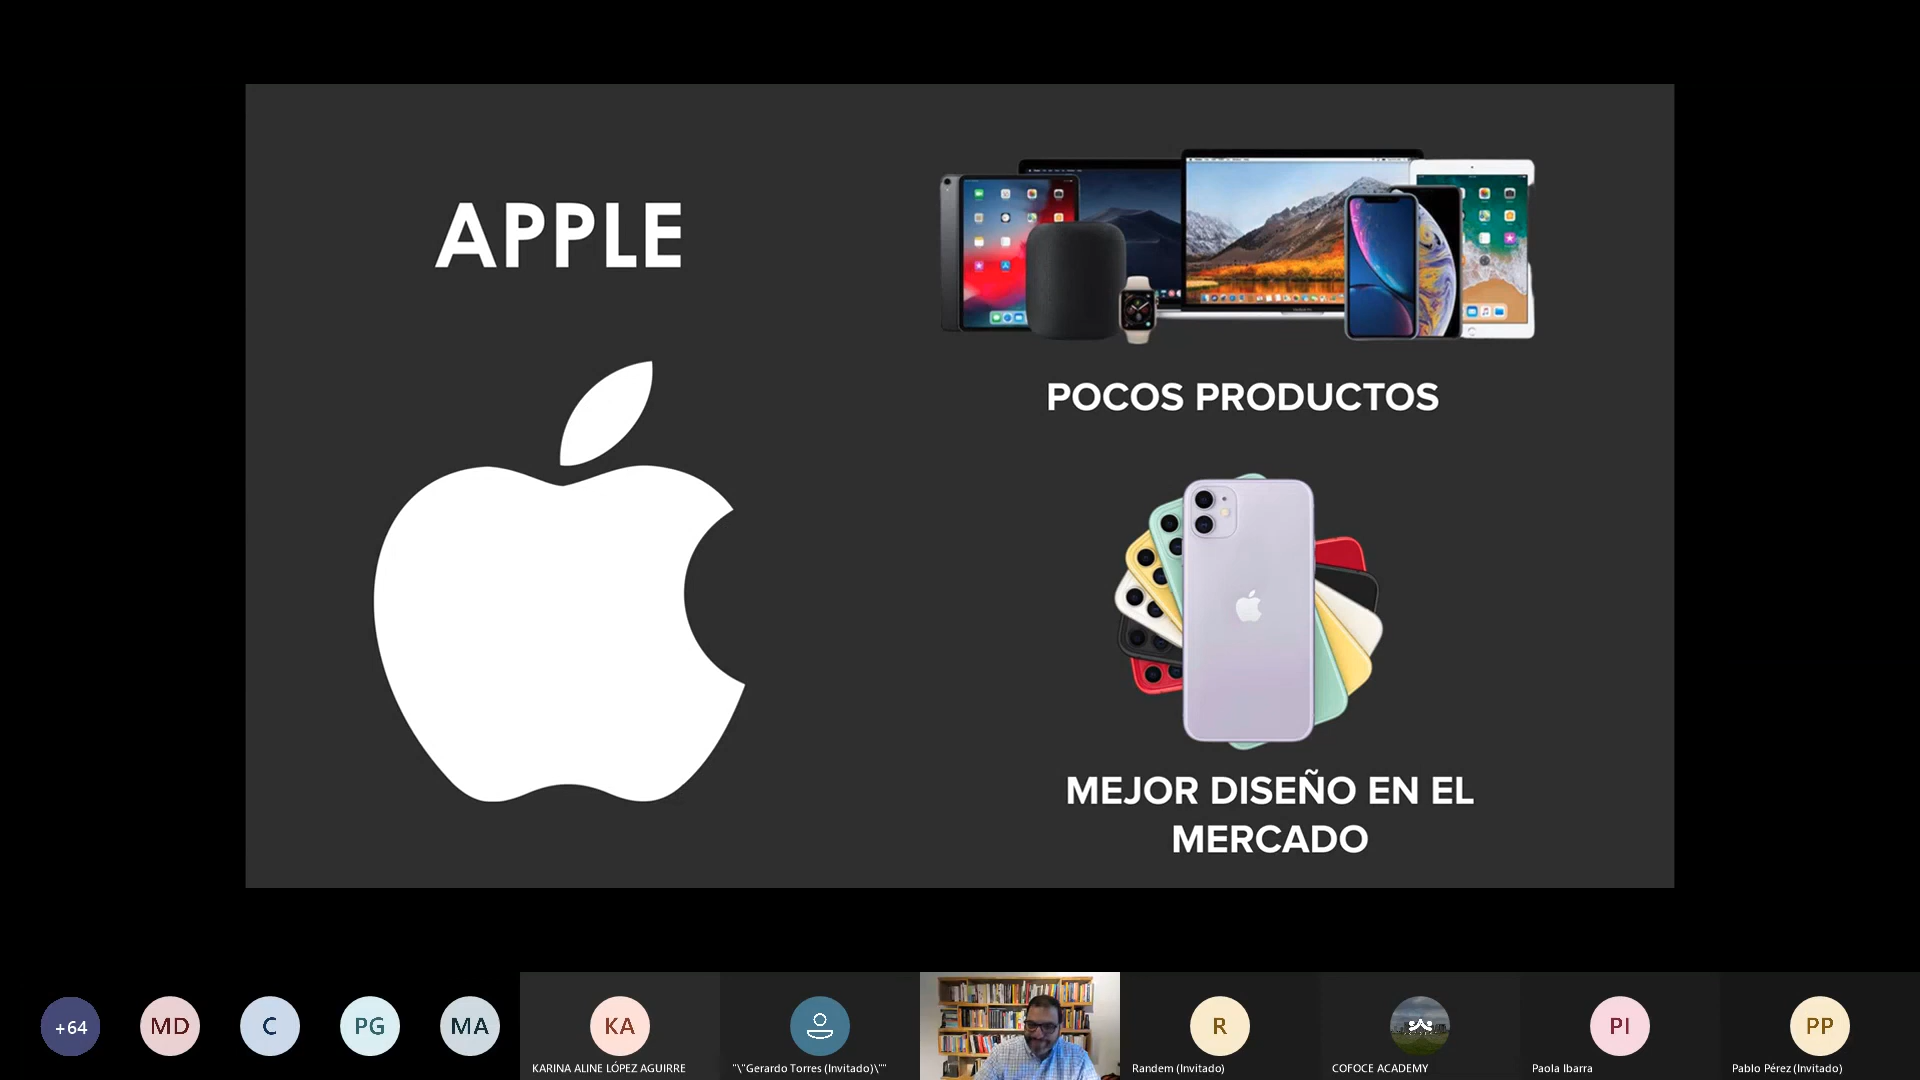 APPLE
POCOS PRODUCTOS
MEJOR DISEÑO EN EL
MERCADO
+64
MD
C
PG
MA
KA
KARINA ALINE LÓPEZ AGUIRRE
"\"Gerardo Torres (Invitado)\""
R
Randem (Invitado)
COFOCE ACADEMY
PI
Paola Ibarra
PP
Pablo Pérez (Invitado)